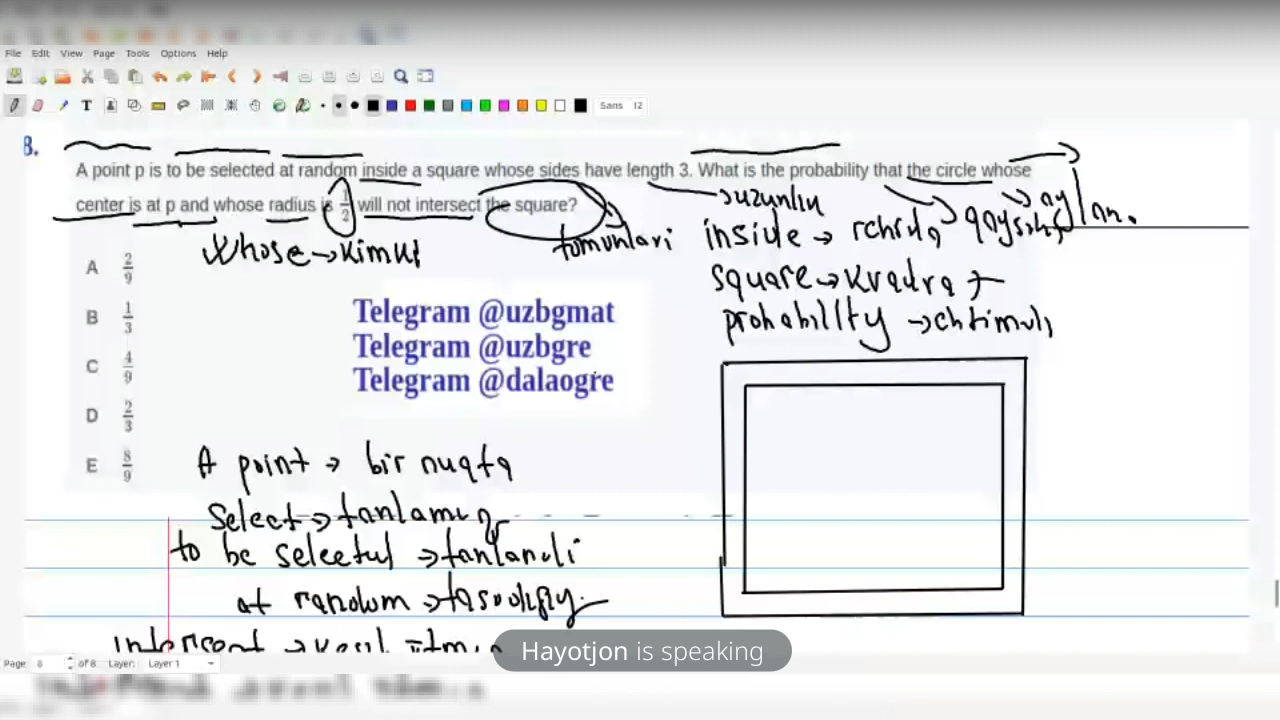 File Edit View Page Tools Options Help
Sans 12
8.
A point p is to be selected at random inside a square whose sides have length 3. What is the probability that the circle whose
center is at p and whose radius is 1/2 will not intersect the square?
uzunlik
whose → kimni
tomonlari
inside →
square → kvadrat
probability →
A 2/9
B 1/3
C 4/9
D 2/3
E 8/9
Telegram @uzbgmat
Telegram @uzbgre
Telegram @dalaogre
A point → bir nuqta
Select → tanlamoq
to be selected → tanlandi
at random →
Hayotjon is speaking
Page 8 of 8 Layer: Layer 1